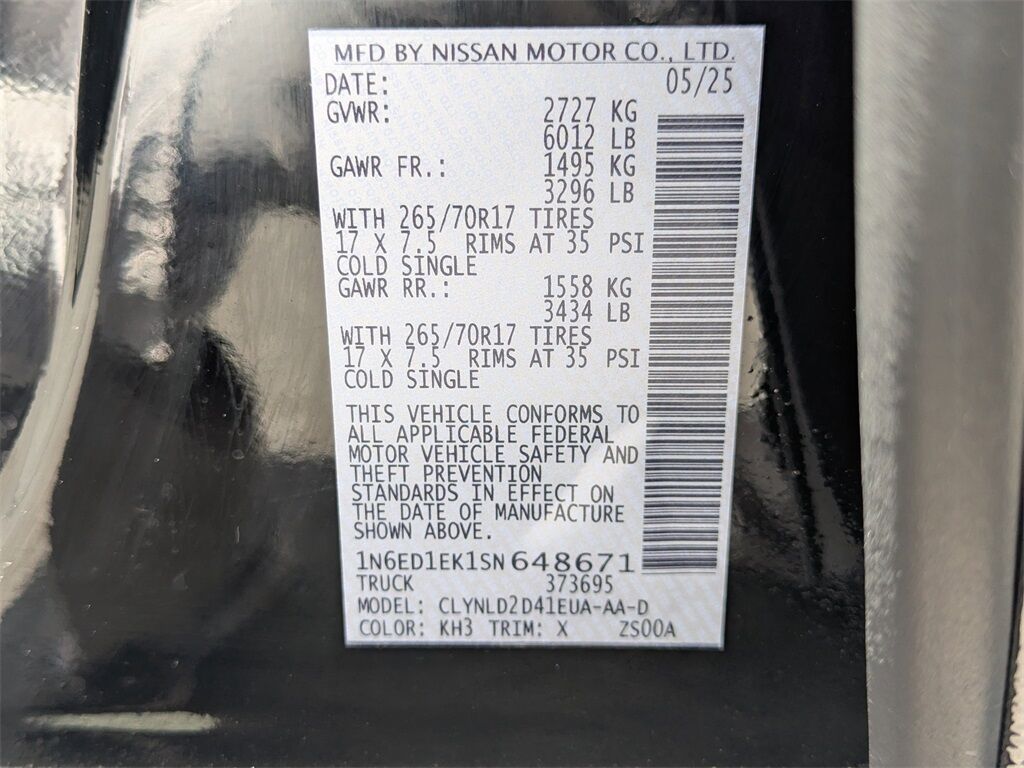 MFD BY NISSAN MOTOR CO., LTD.
DATE: 05/25
GVWR: 2727 KG
6012 LB
GAWR FR.: 1495 KG
3296 LB
WITH 265/70R17 TIRES
17 X 7.5 RIMS AT 35 PSI
COLD SINGLE
GAWR RR.: 1558 KG
3434 LB
WITH 265/70R17 TIRES
17 X 7.5 RIMS AT 35 PSI
COLD SINGLE
THIS VEHICLE CONFORMS TO
ALL APPLICABLE FEDERAL
MOTOR VEHICLE SAFETY AND
THEFT PREVENTION
STANDARDS IN EFFECT ON
THE DATE OF MANUFACTURE
SHOWN ABOVE.
1N6ED1EK1SN648671
TRUCK 373695
MODEL: CLYNLD2D41EUA-AA-D
COLOR: KH3 TRIM: X ZS00A